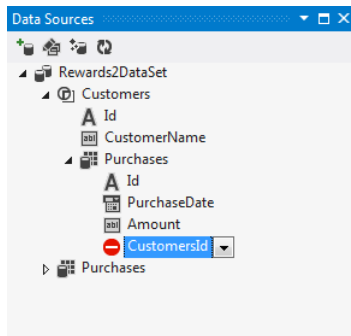 Data Sources
Rewards2DataSet
Customers
Id
CustomerName
Purchases
Id
PurchaseDate
Amount
CustomersId
Purchases